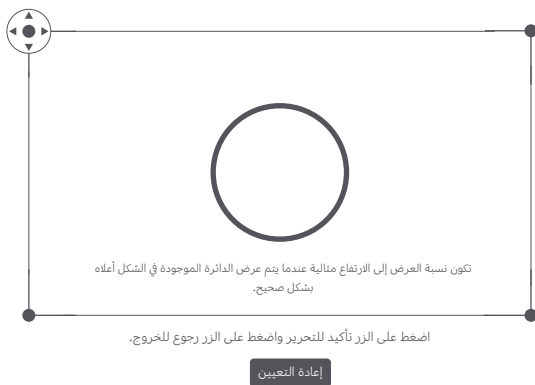 تكون نسبة العرض إلى الارتفاع مثالية عندما يتم عرض الدائرة الموجودة في الشكل أعلاه
بشكل صحيح.
اضغط على الزر تأكيد للتحرير واضغط على الزر رجوع للخروج.
إعادة التعيين